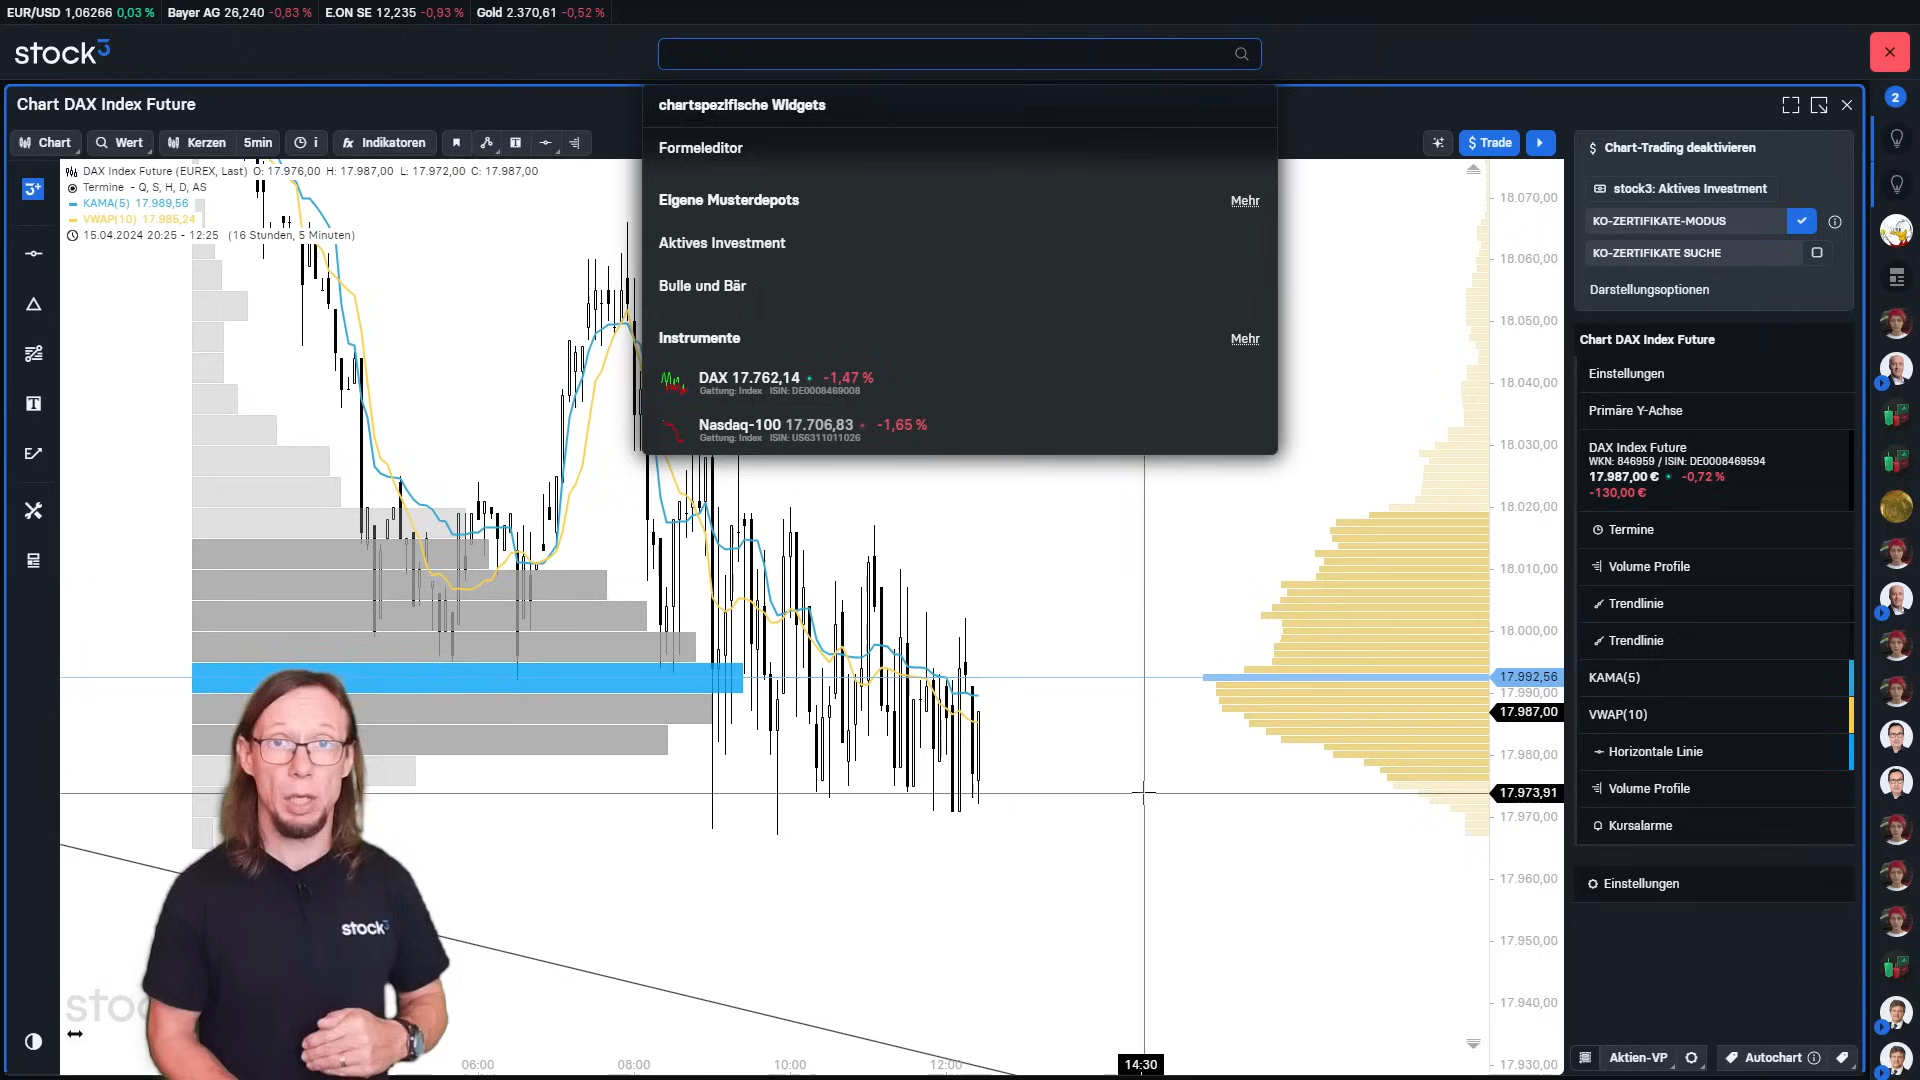 EUR/USD 1,06266 0,03 % Bayer AG 26,240 -0,83 % E.ON SE 12,235 -0,93 % Gold 2.370,61 -0,52 %
stock3
Chart DAX Index Future
Chart Wert Kerzen 5min i fx Indikatoren
DAX Index Future (EUREX, Last) O: 17.976,00 H: 17.987,00 L: 17.972,00 C: 17.987,00
Termine - Q, S, H, D, AS
KAMA(5) 17.989,56
VWAP(10) 17.985,24
15.04.2024 20:25 - 12:25 (16 Stunden, 5 Minuten)
chartspezifische Widgets
Formeleditor
Eigene Musterdepots Mehr
Aktives Investment
Bulle und Bär
Instrumente Mehr
DAX 17.762,14 -1,47 %
Gattung: Index ISIN: DE0008469008
Nasdaq-100 17.706,83 -1,65 %
Gattung: Index ISIN: US6311011026
$ Trade
18.070,00
18.060,00
18.050,00
18.040,00
18.030,00
18.020,00
18.010,00
18.000,00
17.992,56
17.990,00
17.987,00
17.980,00
17.973,91
17.970,00
17.960,00
17.950,00
17.940,00
17.930,00
06:00 08:00 10:00 12:00 14:30
stock3
stoc
3+
T
2
$ Chart-Trading deaktivieren
stock3: Aktives Investment
KO-ZERTIFIKATE-MODUS
KO-ZERTIFIKATE SUCHE
Darstellungsoptionen
Chart DAX Index Future
Einstellungen
Primäre Y-Achse
DAX Index Future
WKN: 846959 / ISIN: DE0008469594
17.987,00 € -0,72 %
-130,00 €
Termine
Volume Profile
Trendlinie
Trendlinie
KAMA(5)
VWAP(10)
Horizontale Linie
Volume Profile
Kursalarme
Einstellungen
Aktien-VP Autochart